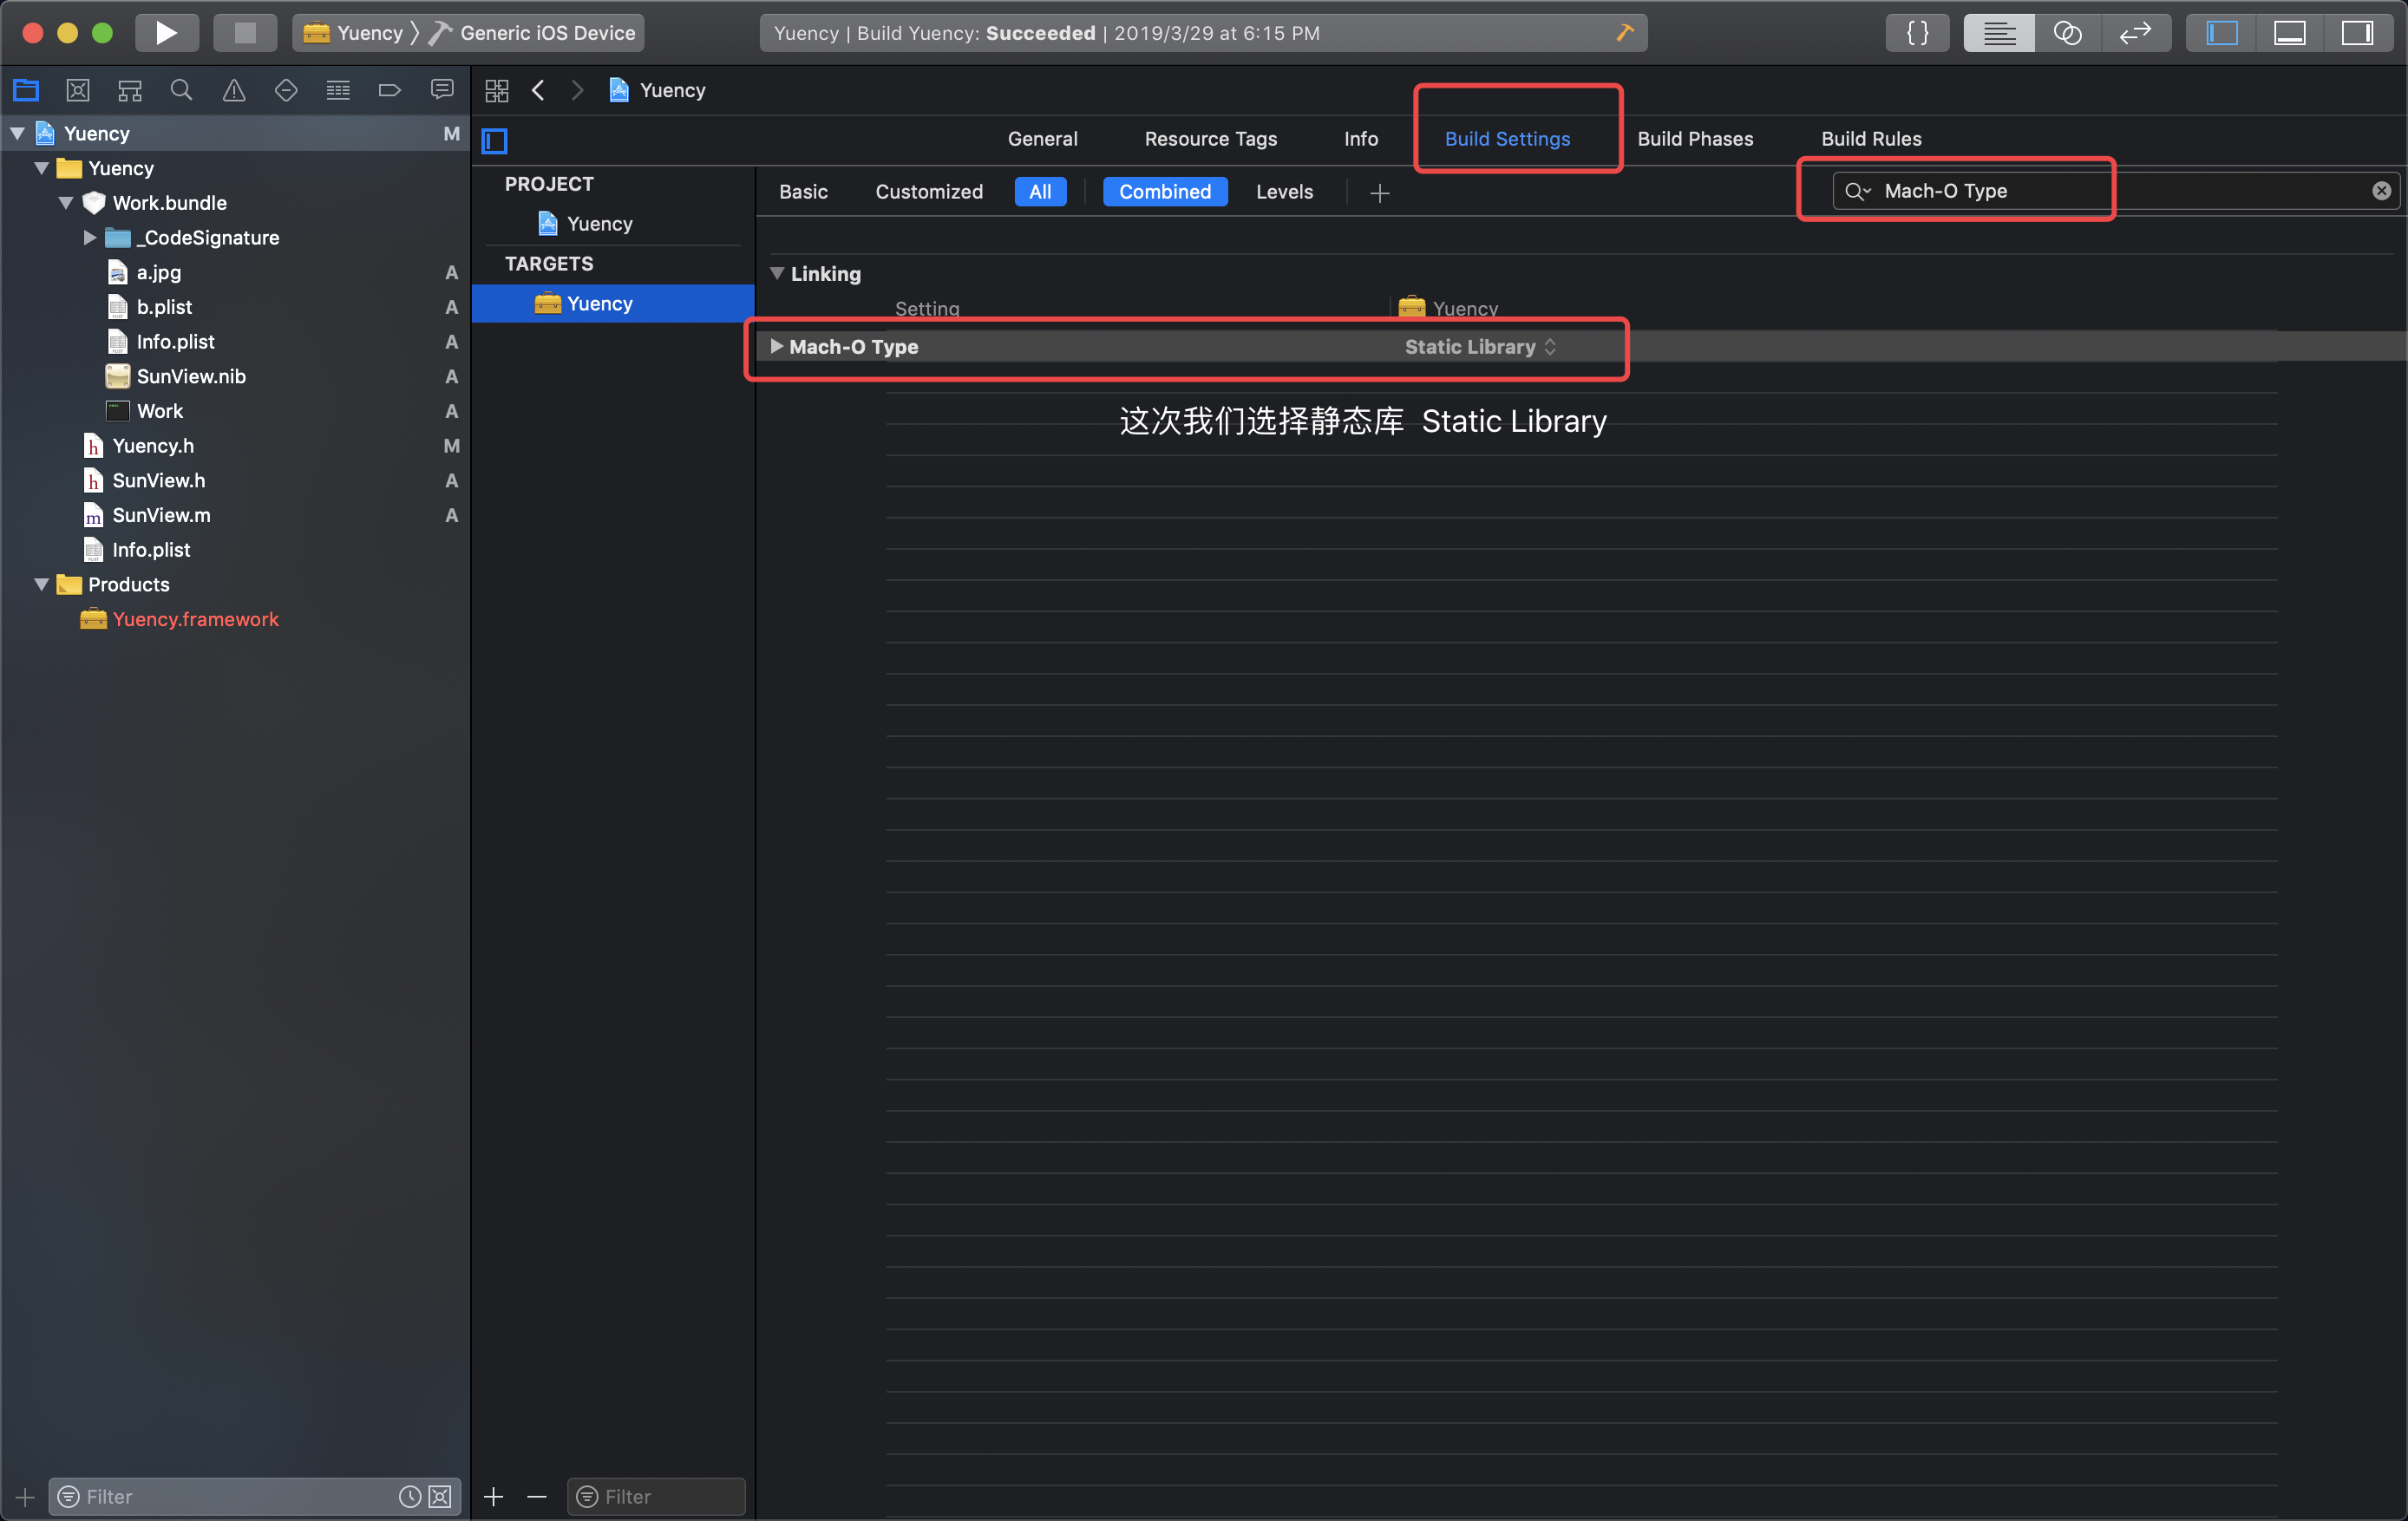 Yuency 〉 Generic iOS Device
Yuency | Build Yuency: Succeeded | 2019/3/29 at 6:15 PM
{ }
Yuency
Yuency M
General Resource Tags Info Build Settings Build Phases Build Rules
Yuency
PROJECT
Basic Customized All Combined Levels
Mach-O Type
Work.bundle
Yuency
_CodeSignature
TARGETS
a.jpg A
Linking
b.plist A
Yuency
Setting Yuency
Info.plist A
Mach-O Type Static Library
SunView.nib A
Work A
这次我们选择静态库 Static Library
Yuency.h M
SunView.h A
SunView.m A
Info.plist
Products
Yuency.framework
Filter
Filter